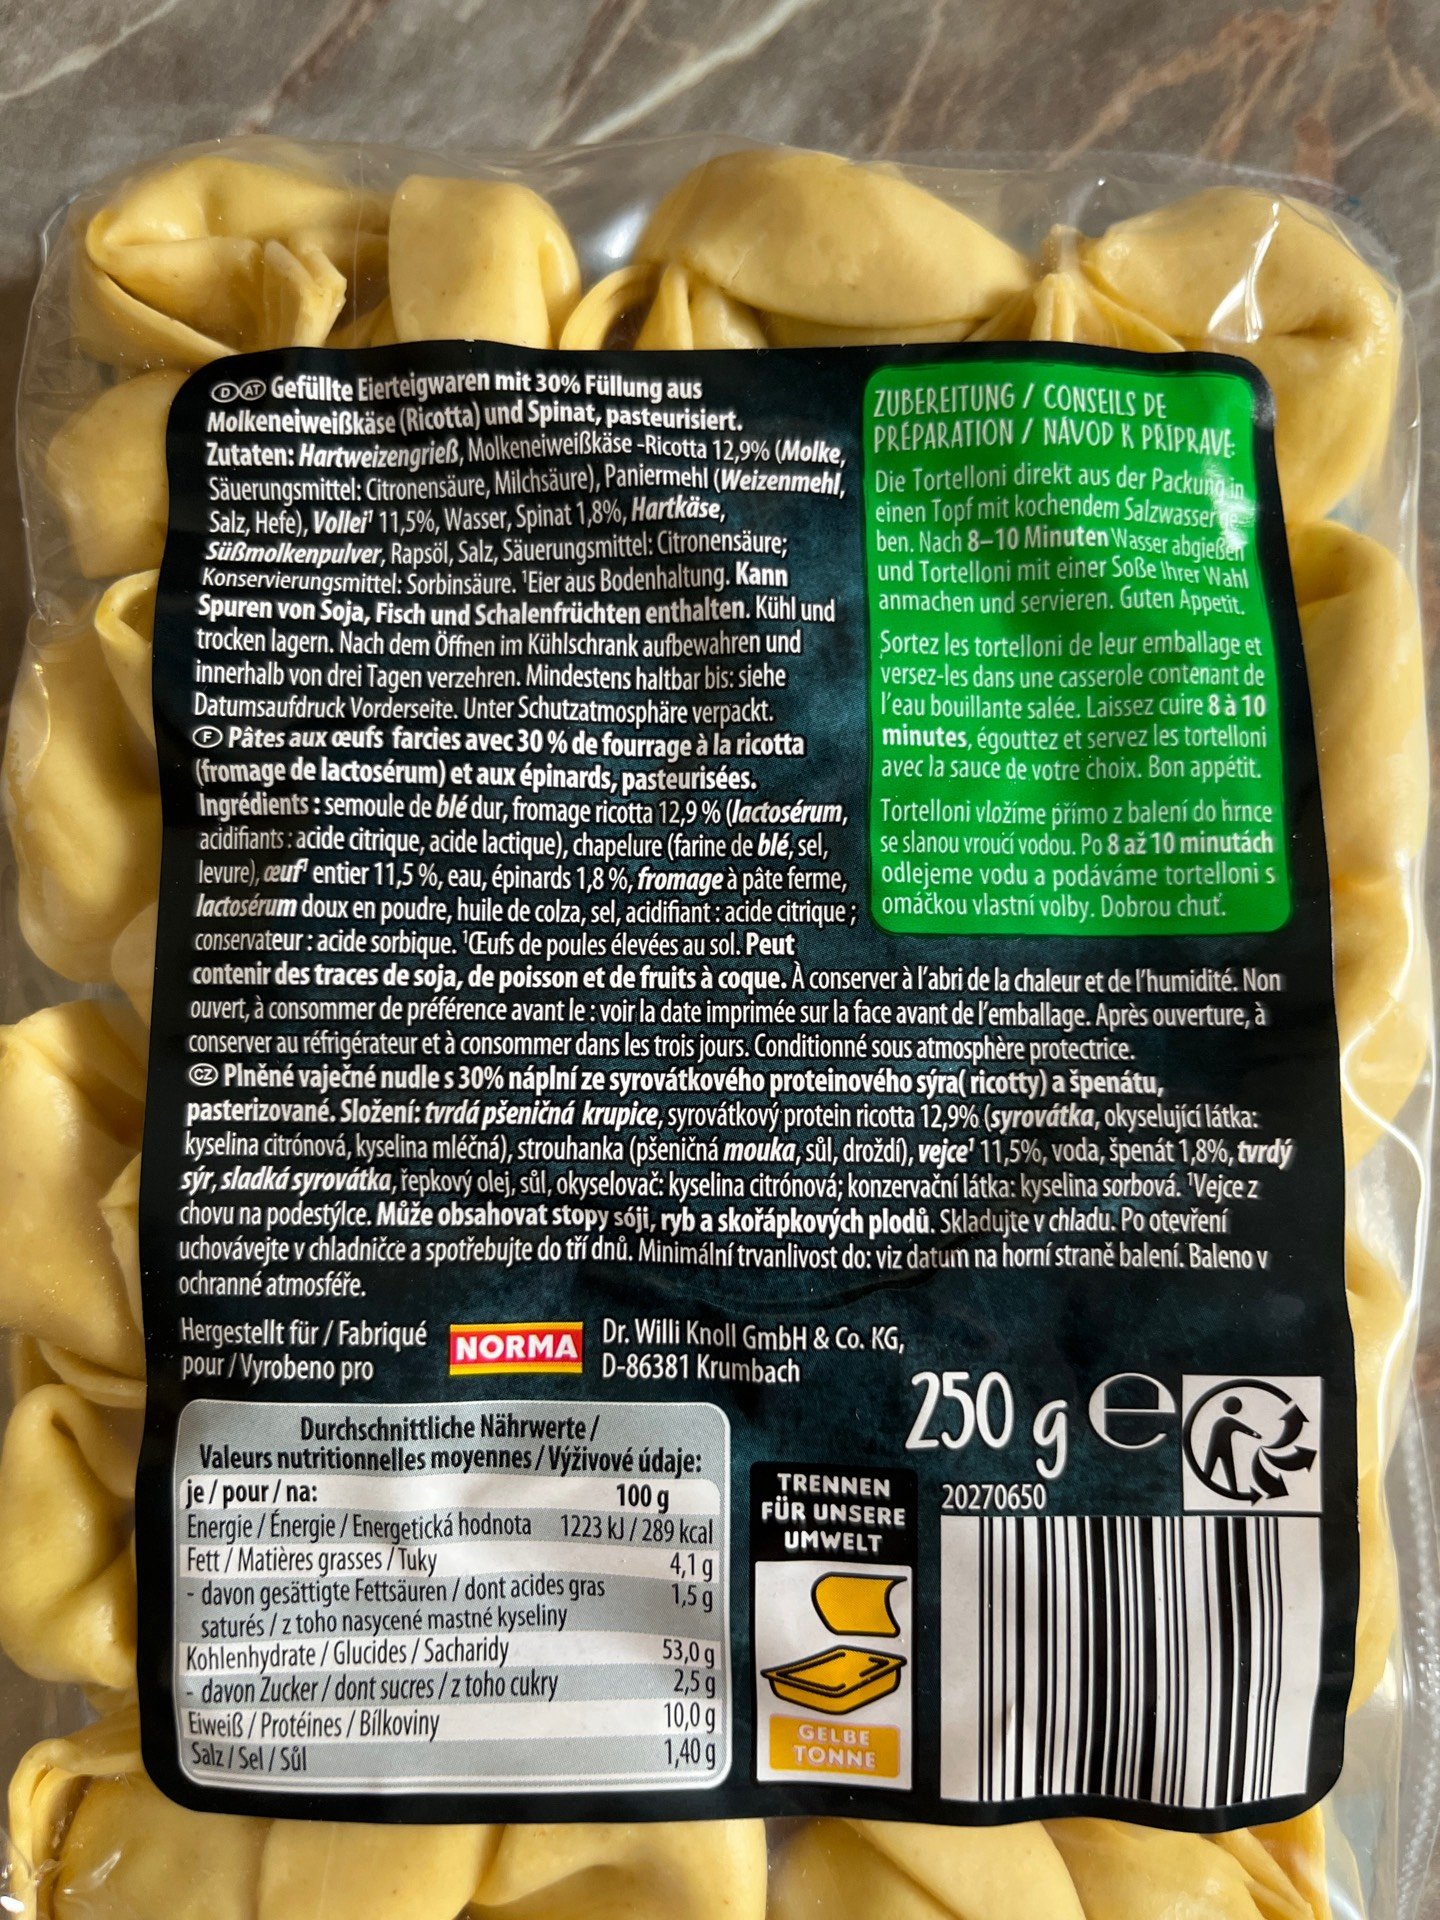 D AT Gefüllte Eierteigwaren mit 30% Füllung aus
Molkeneiweißkäse (Ricotta) und Spinat, pasteurisiert.
Zutaten: Hartweizengrieß, Molkeneiweißkäse -Ricotta 12,9% (Molke,
Säuerungsmittel: Citronensäure, Milchsäure), Paniermehl (Weizenmehl,
Salz, Hefe), Vollei¹ 11,5%, Wasser, Spinat 1,8%, Hartkäse,
Süßmolkenpulver, Rapsöl, Salz, Säuerungsmittel: Citronensäure;
Konservierungsmittel: Sorbinsäure. ¹Eier aus Bodenhaltung. Kann
Spuren von Soja, Fisch und Schalenfrüchten enthalten. Kühl und
trocken lagern. Nach dem Öffnen im Kühlschrank aufbewahren und
innerhalb von drei Tagen verzehren. Mindestens haltbar bis: siehe
Datumsaufdruck Vorderseite. Unter Schutzatmosphäre verpackt.
F Pâtes aux œufs farcies avec 30 % de fourrage à la ricotta
(fromage de lactosérum) et aux épinards, pasteurisées.
Ingrédients : semoule de blé dur, fromage ricotta 12,9 % (lactosérum,
acidifiants : acide citrique, acide lactique), chapelure (farine de blé, sel,
levure), œuf¹ entier 11,5 %, eau, épinards 1,8 %, fromage à pâte ferme,
lactosérum doux en poudre, huile de colza, sel, acidifiant : acide citrique ;
conservateur : acide sorbique. ¹Œufs de poules élevées au sol. Peut
contenir des traces de soja, de poisson et de fruits à coque. À conserver à l'abri de la chaleur et de l'humidité. Non
ouvert, à consommer de préférence avant le : voir la date imprimée sur la face avant de l'emballage. Après ouverture, à
conserver au réfrigérateur et à consommer dans les trois jours. Conditionné sous atmosphère protectrice.
CZ Plněné vaječné nudle s 30% náplní ze syrovátkového proteinového sýra( ricotty) a špenátu,
pasterizované. Složení: tvrdá pšeničná krupice, syrovátkový protein ricotta 12,9% (syrovátka, okyselující látka:
kyselina citrónová, kyselina mléčná), strouhanka (pšeničná mouka, sůl, droždí), vejce¹ 11,5%, voda, špenát 1,8%, tvrdý
sýr, sladká syrovátka, řepkový olej, sůl, okyselovač: kyselina citrónová; konzervační látka: kyselina sorbová. ¹Vejce z
chovu na podestýlce. Může obsahovat stopy sóji, ryb a skořápkových plodů. Skladujte v chladu. Po otevření
uchovávejte v chladničce a spotřebujte do tří dnů. Minimální trvanlivost do: viz datum na horní straně balení. Baleno v
ochranné atmosféře.
ZUBEREITUNG / CONSEILS DE
PRÉPARATION / NÁVOD K PŘÍPRAVĚ:
Die Tortelloni direkt aus der Packung in
einen Topf mit kochendem Salzwasser ge-
ben. Nach 8–10 Minuten Wasser abgießen
und Tortelloni mit einer Soße Ihrer Wahl
anmachen und servieren. Guten Appetit.
Sortez les tortelloni de leur emballage et
versez-les dans une casserole contenant de
l'eau bouillante salée. Laissez cuire 8 à 10
minutes, égouttez et servez les tortelloni
avec la sauce de votre choix. Bon appétit.
Tortelloni vložíme přímo z balení do hrnce
se slanou vroucí vodou. Po 8 až 10 minutách
odlejeme vodu a podáváme tortelloni s
omáčkou vlastní volby. Dobrou chuť.
Hergestellt für / Fabriqué
pour / Vyrobeno pro
NORMA
Dr. Willi Knoll GmbH & Co. KG,
D-86381 Krumbach
250 g e
Durchschnittliche Nährwerte /
Valeurs nutritionnelles moyennes / Výživové údaje:
je / pour / na: 100 g
Energie / Énergie / Energetická hodnota 1223 kJ / 289 kcal
Fett / Matières grasses / Tuky 4,1 g
- davon gesättigte Fettsäuren / dont acides gras 1,5 g
saturés / z toho nasycené mastné kyseliny
Kohlenhydrate / Glucides / Sacharidy 53,0 g
- davon Zucker / dont sucres / z toho cukry 2,5 g
Eiweiß / Protéines / Bílkoviny 10,0 g
Salz / Sel / Sůl 1,40 g
TRENNEN
FÜR UNSERE
UMWELT
GELBE
TONNE
20270650